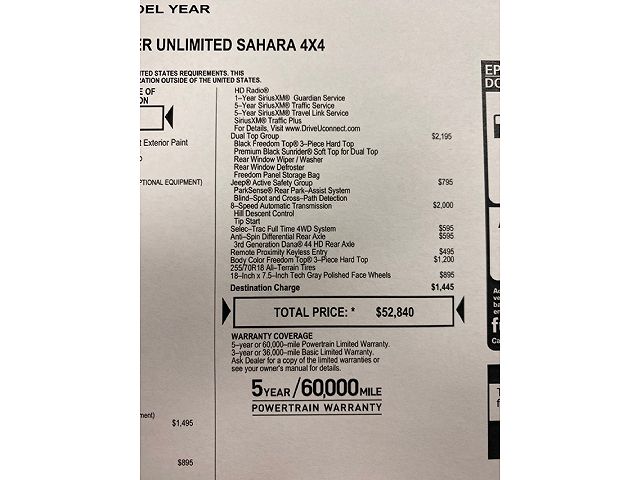 DEL YEAR
ER UNLIMITED SAHARA 4X4
ITED STATES REQUIREMENTS. THIS
RATION OUTSIDE OF THE UNITED STATES.
E OF
ON
t Exterior Paint
PTIONAL EQUIPMENT)
ment)
$1,495
$895
HD Radio®
1–Year SiriusXM® Guardian Service
5–Year SiriusXM® Traffic Service
5–Year SiriusXM® Travel Link Service
SiriusXM® Traffic Plus
For Details, Visit www.DriveUconnect.com
Dual Top Group $2,195
Black Freedom Top® 3–Piece Hard Top
Premium Black Sunrider® Soft Top for Dual Top
Rear Window Wiper / Washer
Rear Window Defroster
Freedom Panel Storage Bag
Jeep® Active Safety Group $795
ParkSense® Rear Park–Assist System
Blind–Spot and Cross–Path Detection
8–Speed Automatic Transmission $2,000
Hill Descent Control
Tip Start
Selec–Trac Full Time 4WD System $595
Anti–Spin Differential Rear Axle $595
3rd Generation Dana® 44 HD Rear Axle
Remote Proximity Keyless Entry $495
Body Color Freedom Top® 3–Piece Hard Top $1,200
255/70R18 All–Terrain Tires
18–Inch x 7.5–Inch Tech Gray Polished Face Wheels $895
Destination Charge $1,445
TOTAL PRICE: * $52,840
WARRANTY COVERAGE
5–year or 60,000–mile Powertrain Limited Warranty.
3–year or 36,000–mile Basic Limited Warranty.
Ask Dealer for a copy of the limited warranties or
see your owner's manual for details.
5 YEAR / 60,000 MILE
POWERTRAIN WARRANTY
EP
DO